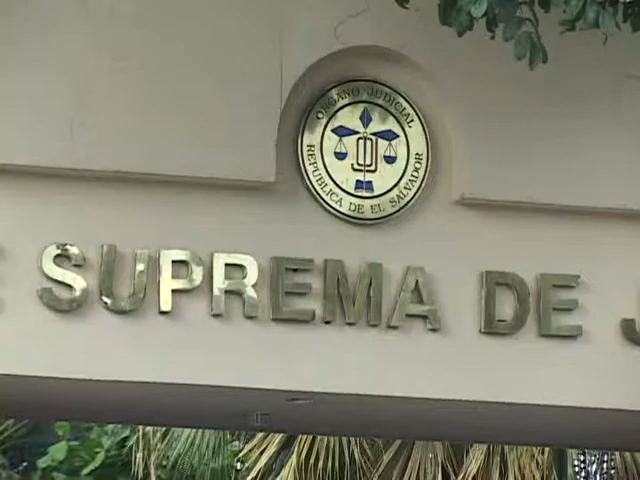 ORGANO JUDICIAL
REPUBLICA DE EL SALVADOR
E SUPREMA DE J